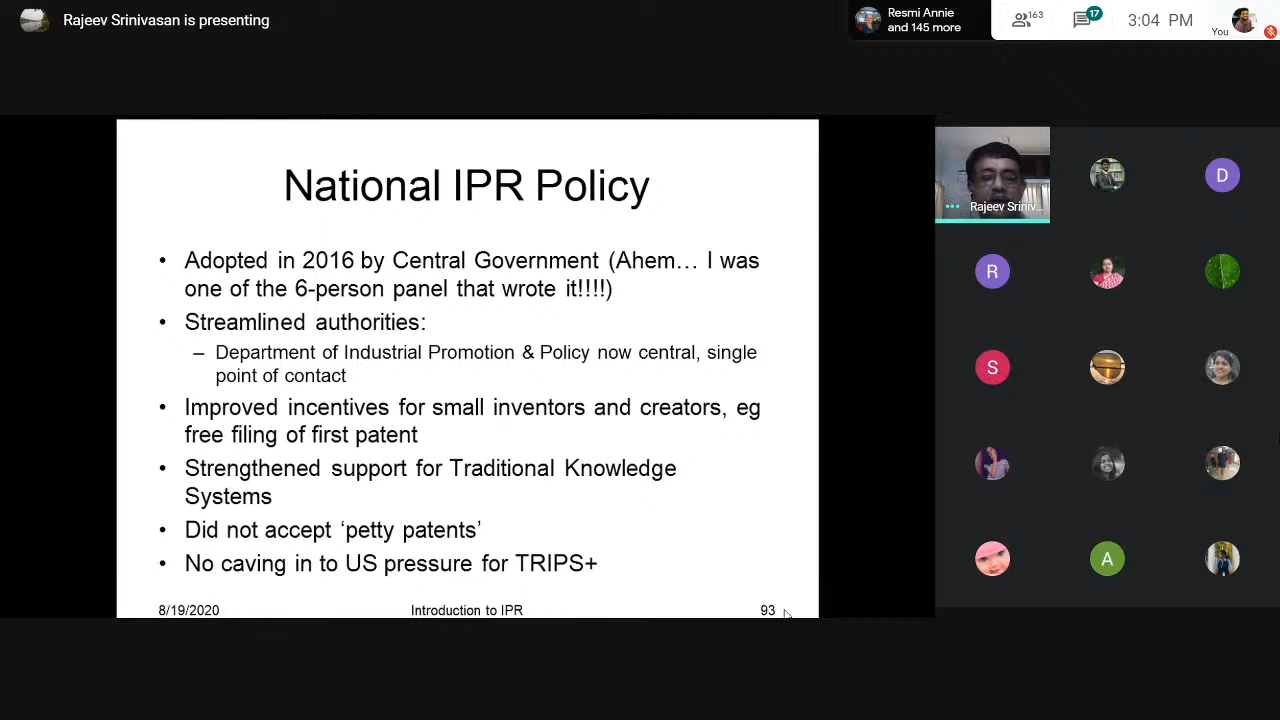 Rajeev Srinivasan is presenting
Resmi Annie
and 145 more
163
17
3:04 PM
You
National IPR Policy
• Adopted in 2016 by Central Government (Ahem… I was
one of the 6-person panel that wrote it!!!!)
• Streamlined authorities:
– Department of Industrial Promotion & Policy now central, single
point of contact
• Improved incentives for small inventors and creators, eg
free filing of first patent
• Strengthened support for Traditional Knowledge
Systems
• Did not accept ‘petty patents’
• No caving in to US pressure for TRIPS+
8/19/2020 Introduction to IPR 93
Rajeev Sriniv...
D
R
S
A